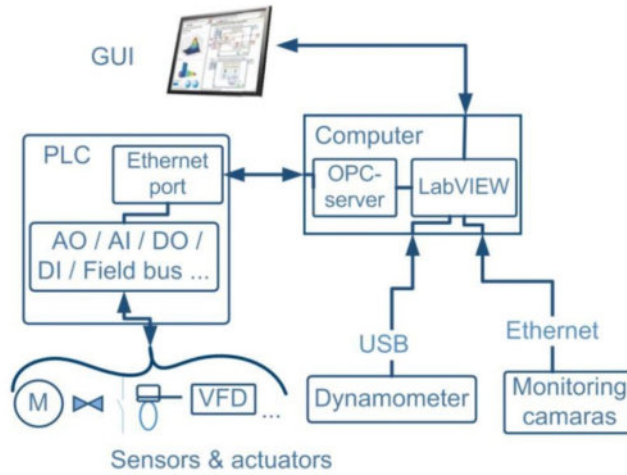 GUI
PLC
Ethernet
port
AO / AI / DO /
DI / Field bus ...
Computer
OPC-
server
LabVIEW
USB
Ethernet
Dynamometer
Monitoring
camaras
M
VFD
...
Sensors & actuators